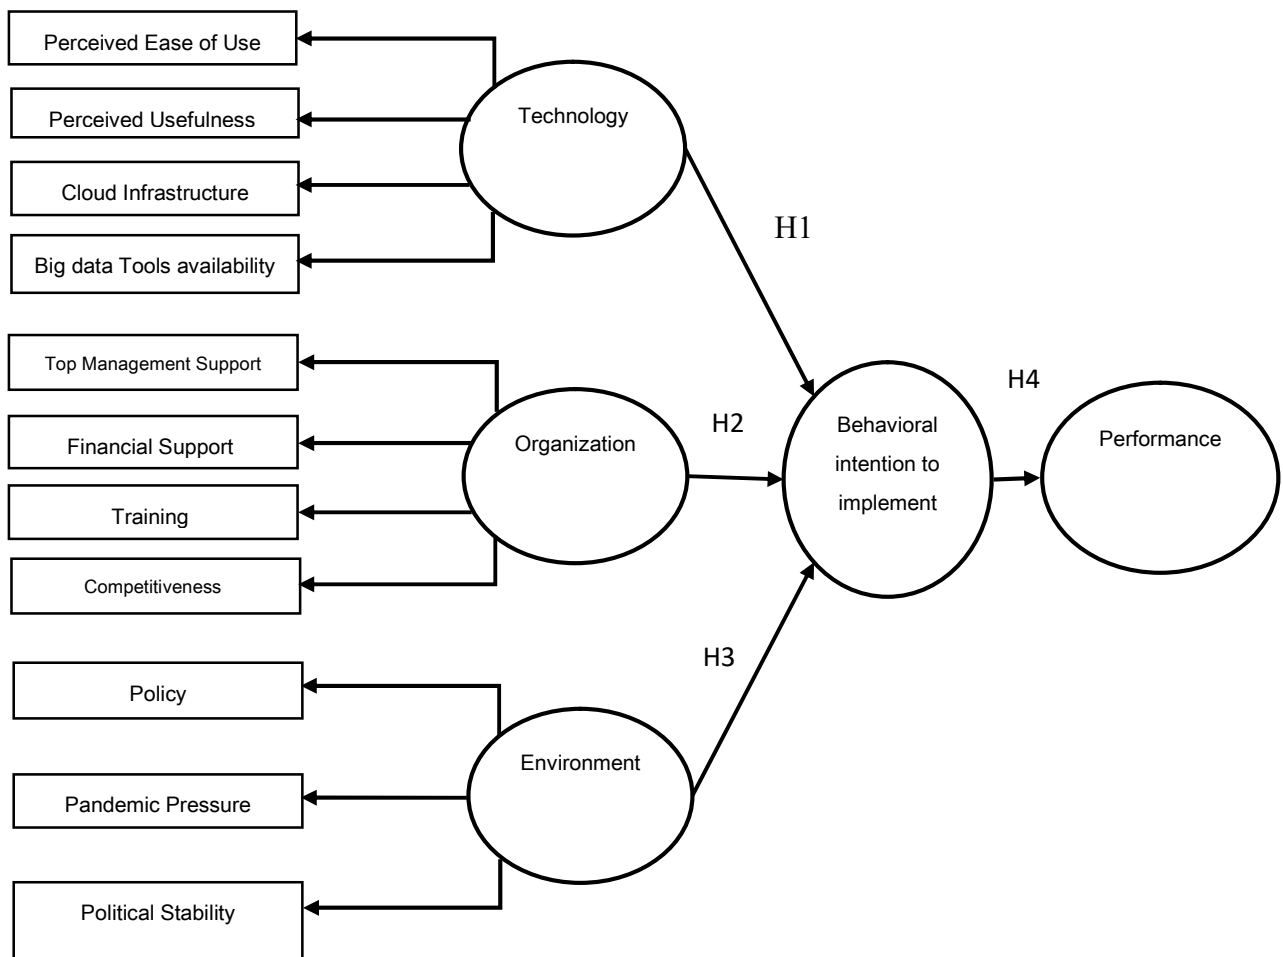 Perceived Ease of Use
Perceived Usefulness
Cloud Infrastructure
Big data Tools availability
Technology
H1
Top Management Support
Financial Support
Training
Competitiveness
Organization
H2
Behavioral
intention to
implement
H4
Performance
Policy
Pandemic Pressure
Political Stability
Environment
H3